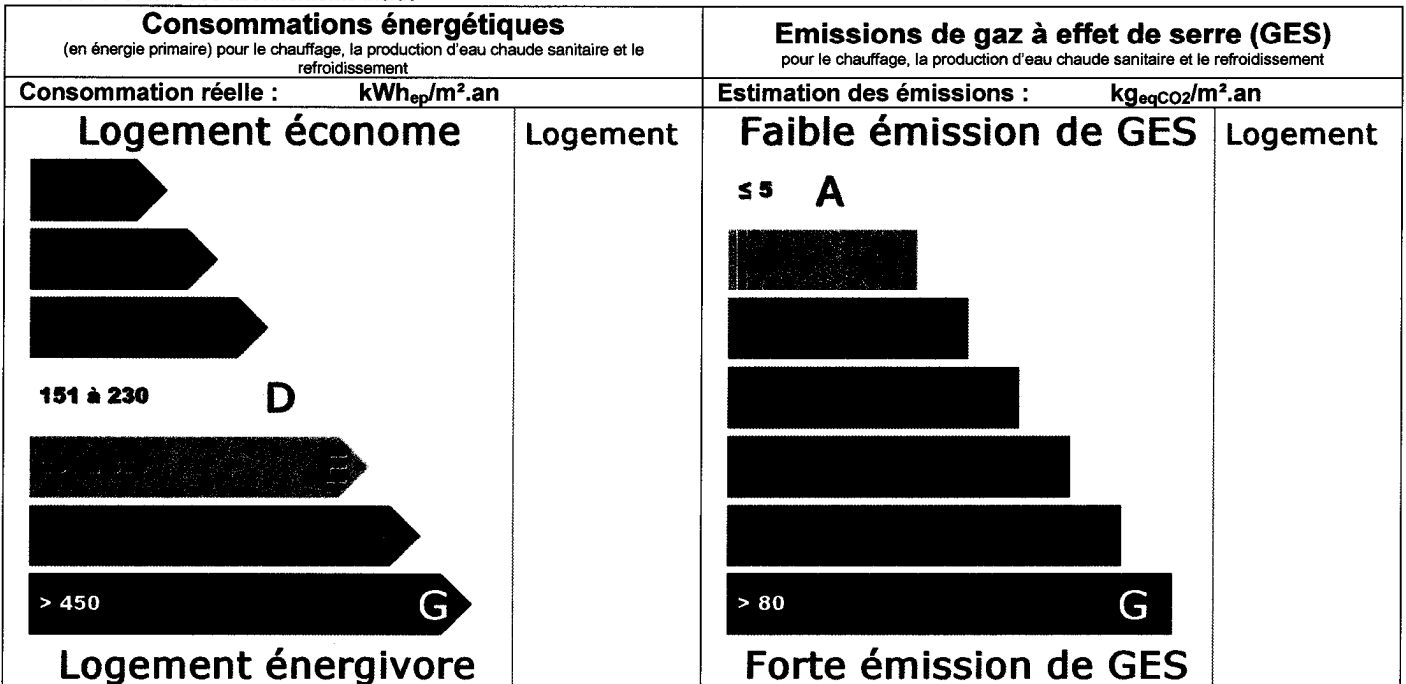 Consommations énergétiques
(en énergie primaire) pour le chauffage, la production d'eau chaude sanitaire et le
refroidissement
Consommation réelle : kWhep/m².an
Logement économe
Logement
151 à 230 D
> 450 G
Logement énergivore
Emissions de gaz à effet de serre (GES)
pour le chauffage, la production d'eau chaude sanitaire et le refroidissement
Estimation des émissions : kgeqCO2/m².an
Faible émission de GES
Logement
≤ 5 A
> 80 G
Forte émission de GES